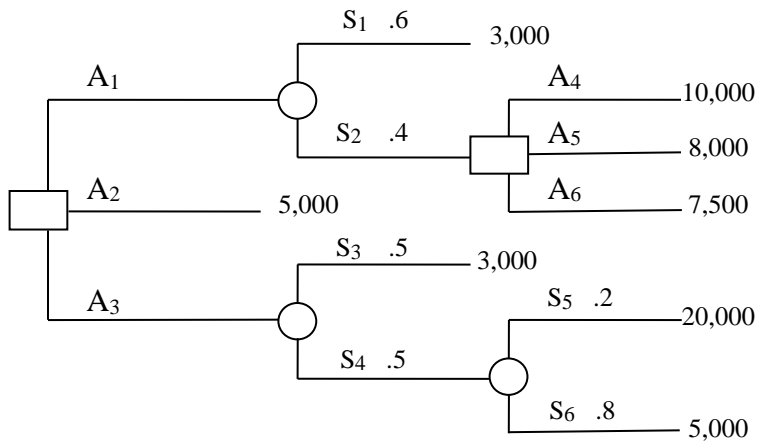 S₁ .6
3,000
A₁
A₄
10,000
S₂ .4
A₅
8,000
A₂
5,000
A₆
7,500
S₃ .5
3,000
A₃
S₅ .2
20,000
S₄ .5
S₆ .8
5,000